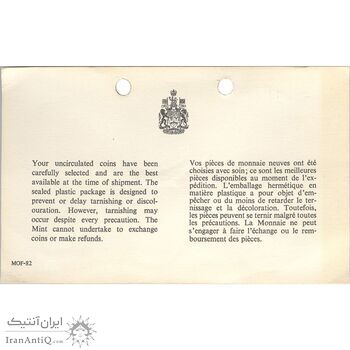 Your uncirculated coins have been
carefully selected and are the best
available at the time of shipment. The
sealed plastic package is designed to
prevent or delay tarnishing or discol-
ouration. However, tarnishing may
occur despite every precaution. The
Mint cannot undertake to exchange
coins or make refunds.
Vos pièces de monnaie neuves ont été
choisies avec soin; ce sont les meilleures
pièces disponibles au moment de l'ex-
pédition. L'emballage hermétique en
matière plastique a pour objet d'em-
pêcher ou du moins de retarder le ter-
nissage et la décoloration. Toutefois,
les pièces peuvent se ternir malgré toutes
les précautions. La Monnaie ne peut
s'engager à faire l'échange ou le rem-
boursement des pièces.
MOF-82
ایران آنتیک
IranAntiQ.com